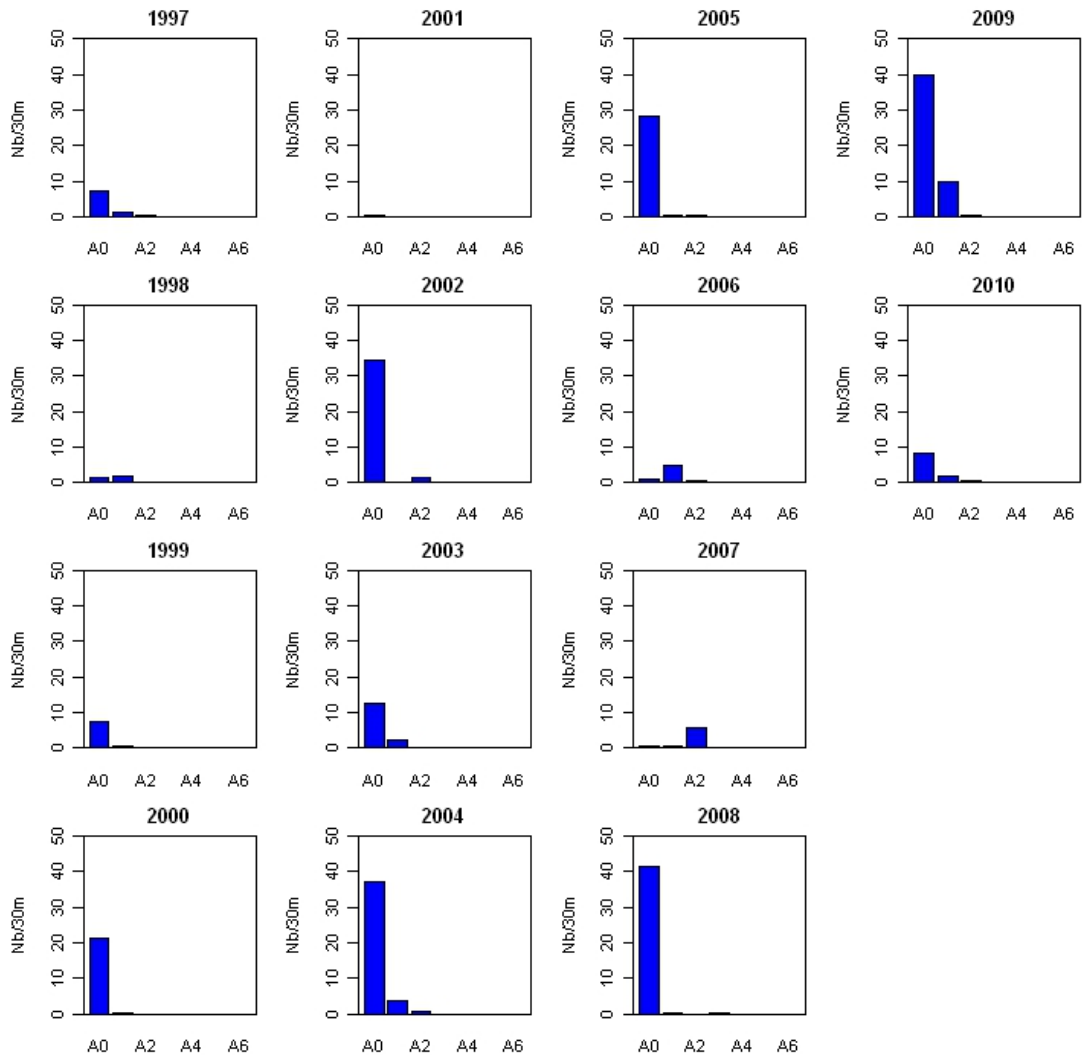 1997 2001 2005 2009
Nb/30m 0 10 20 30 40 50 Nb/30m 0 10 20 30 40 50 Nb/30m 0 10 20 30 40 50 Nb/30m 0 10 20 30 40 50
A0 A2 A4 A6 A0 A2 A4 A6 A0 A2 A4 A6 A0 A2 A4 A6
1998 2002 2006 2010
Nb/30m 0 10 20 30 40 50 Nb/30m 0 10 20 30 40 50 Nb/30m 0 10 20 30 40 50 Nb/30m 0 10 20 30 40 50
A0 A2 A4 A6 A0 A2 A4 A6 A0 A2 A4 A6 A0 A2 A4 A6
1999 2003 2007
Nb/30m 0 10 20 30 40 50 Nb/30m 0 10 20 30 40 50 Nb/30m 0 10 20 30 40 50
A0 A2 A4 A6 A0 A2 A4 A6 A0 A2 A4 A6
2000 2004 2008
Nb/30m 0 10 20 30 40 50 Nb/30m 0 10 20 30 40 50 Nb/30m 0 10 20 30 40 50
A0 A2 A4 A6 A0 A2 A4 A6 A0 A2 A4 A6